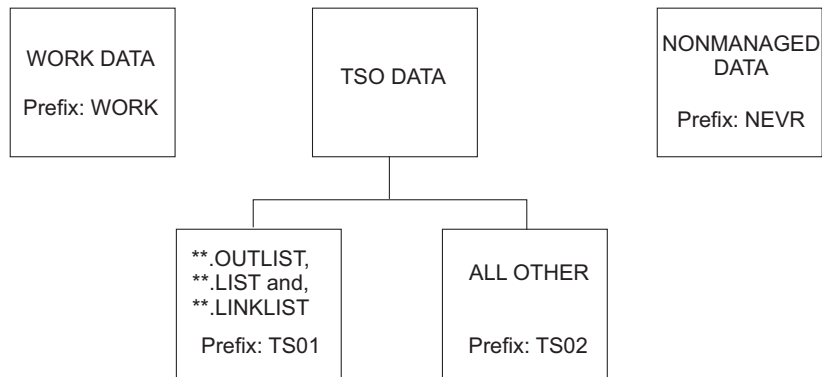 WORK DATA
Prefix: WORK
TSO DATA
NONMANAGED
DATA
Prefix: NEVR
**.OUTLIST,
**.LIST and,
**.LINKLIST
Prefix: TS01
ALL OTHER
Prefix: TS02